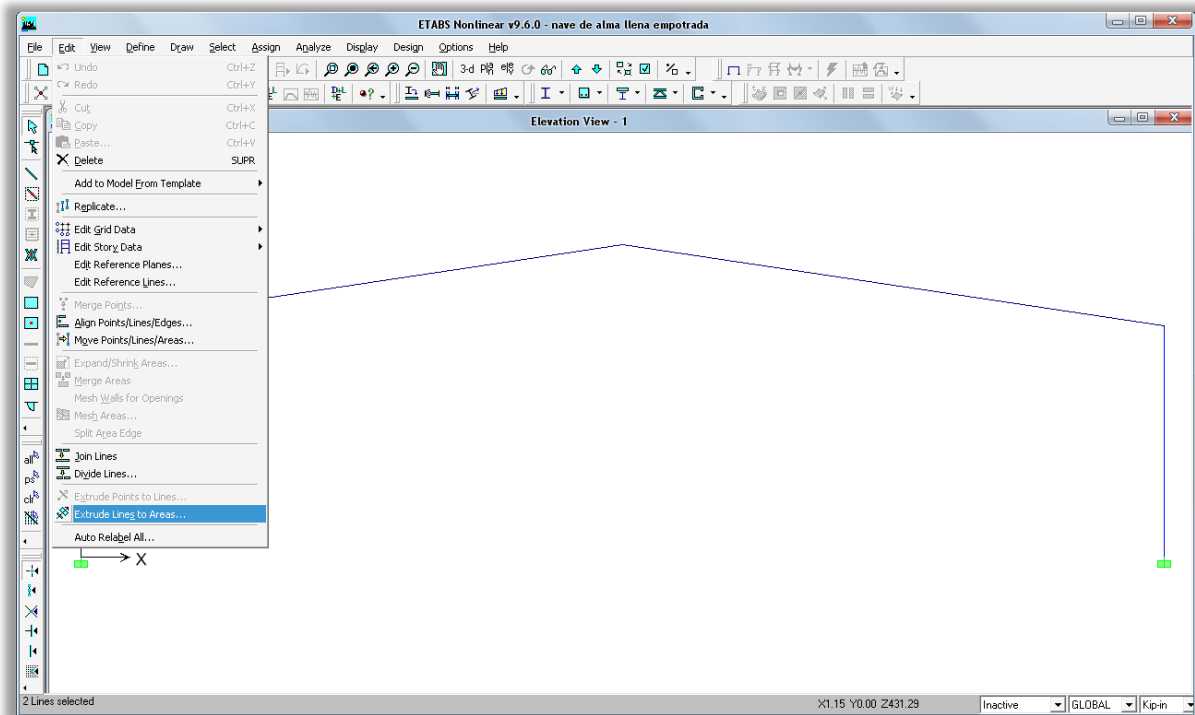 ETABS Nonlinear v9.6.0 - nave de alma llena empotrada
File Edit View Define Draw Select Assign Analyze Display Design Options Help
Undo Ctrl+Z
Redo Ctrl+Y
Cut Ctrl+X
Copy Ctrl+C
Paste... Ctrl+V
Delete SUPR
Add to Model From Template
Replicate...
Edit Grid Data
Edit Story Data
Edit Reference Planes...
Edit Reference Lines...
Merge Points...
Align Points/Lines/Edges...
Move Points/Lines/Areas...
Expand/Shrink Areas...
Merge Areas
Mesh Walls for Openings
Mesh Areas...
Split Area Edge
Join Lines
Divide Lines...
Extrude Points to Lines...
Extrude Lines to Areas...
Auto Relabel All...
3-d
Elevation View - 1
all
ps
clr
X
2 Lines selected
X1.15 Y0.00 Z431.29
Inactive
GLOBAL
Kip-in